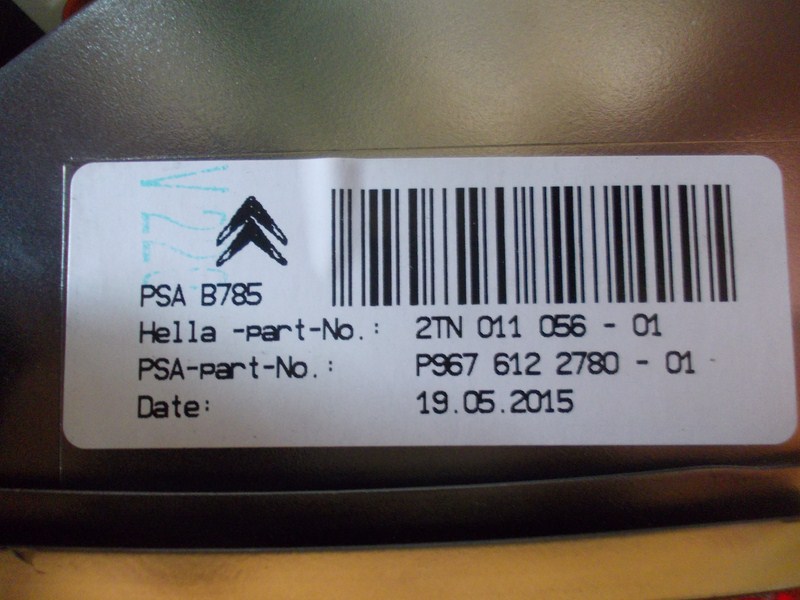 PSA B785
Hella -part-No.: 2TN 011 056 - 01
PSA-part-No.: P967 612 2780 - 01
Date: 19.05.2015